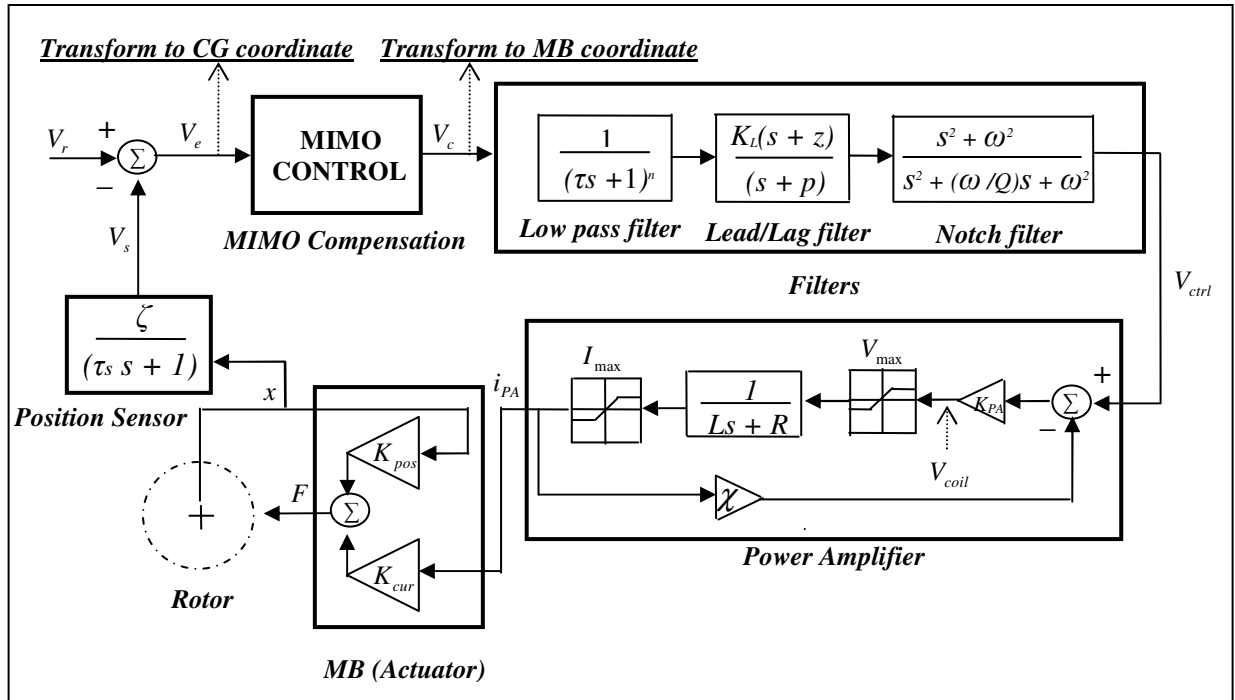 Transform to CG coordinate
Transform to MB coordinate
V_r
+
−
Σ
V_e
MIMO
CONTROL
V_c
1
(τs +1)^n
K_L(s + z)
(s + p)
s² + ω²
s² + (ω /Q)s + ω²
Low pass filter
Lead/Lag filter
Notch filter
MIMO Compensation
Filters
V_s
V_ctrl
ζ
(τs s + 1)
Position Sensor
x
i_PA
I_max
1
Ls + R
V_max
K_PA
+
Σ
−
V_coil
χ
Power Amplifier
K_pos
Σ
F
K_cur
+
Rotor
MB (Actuator)